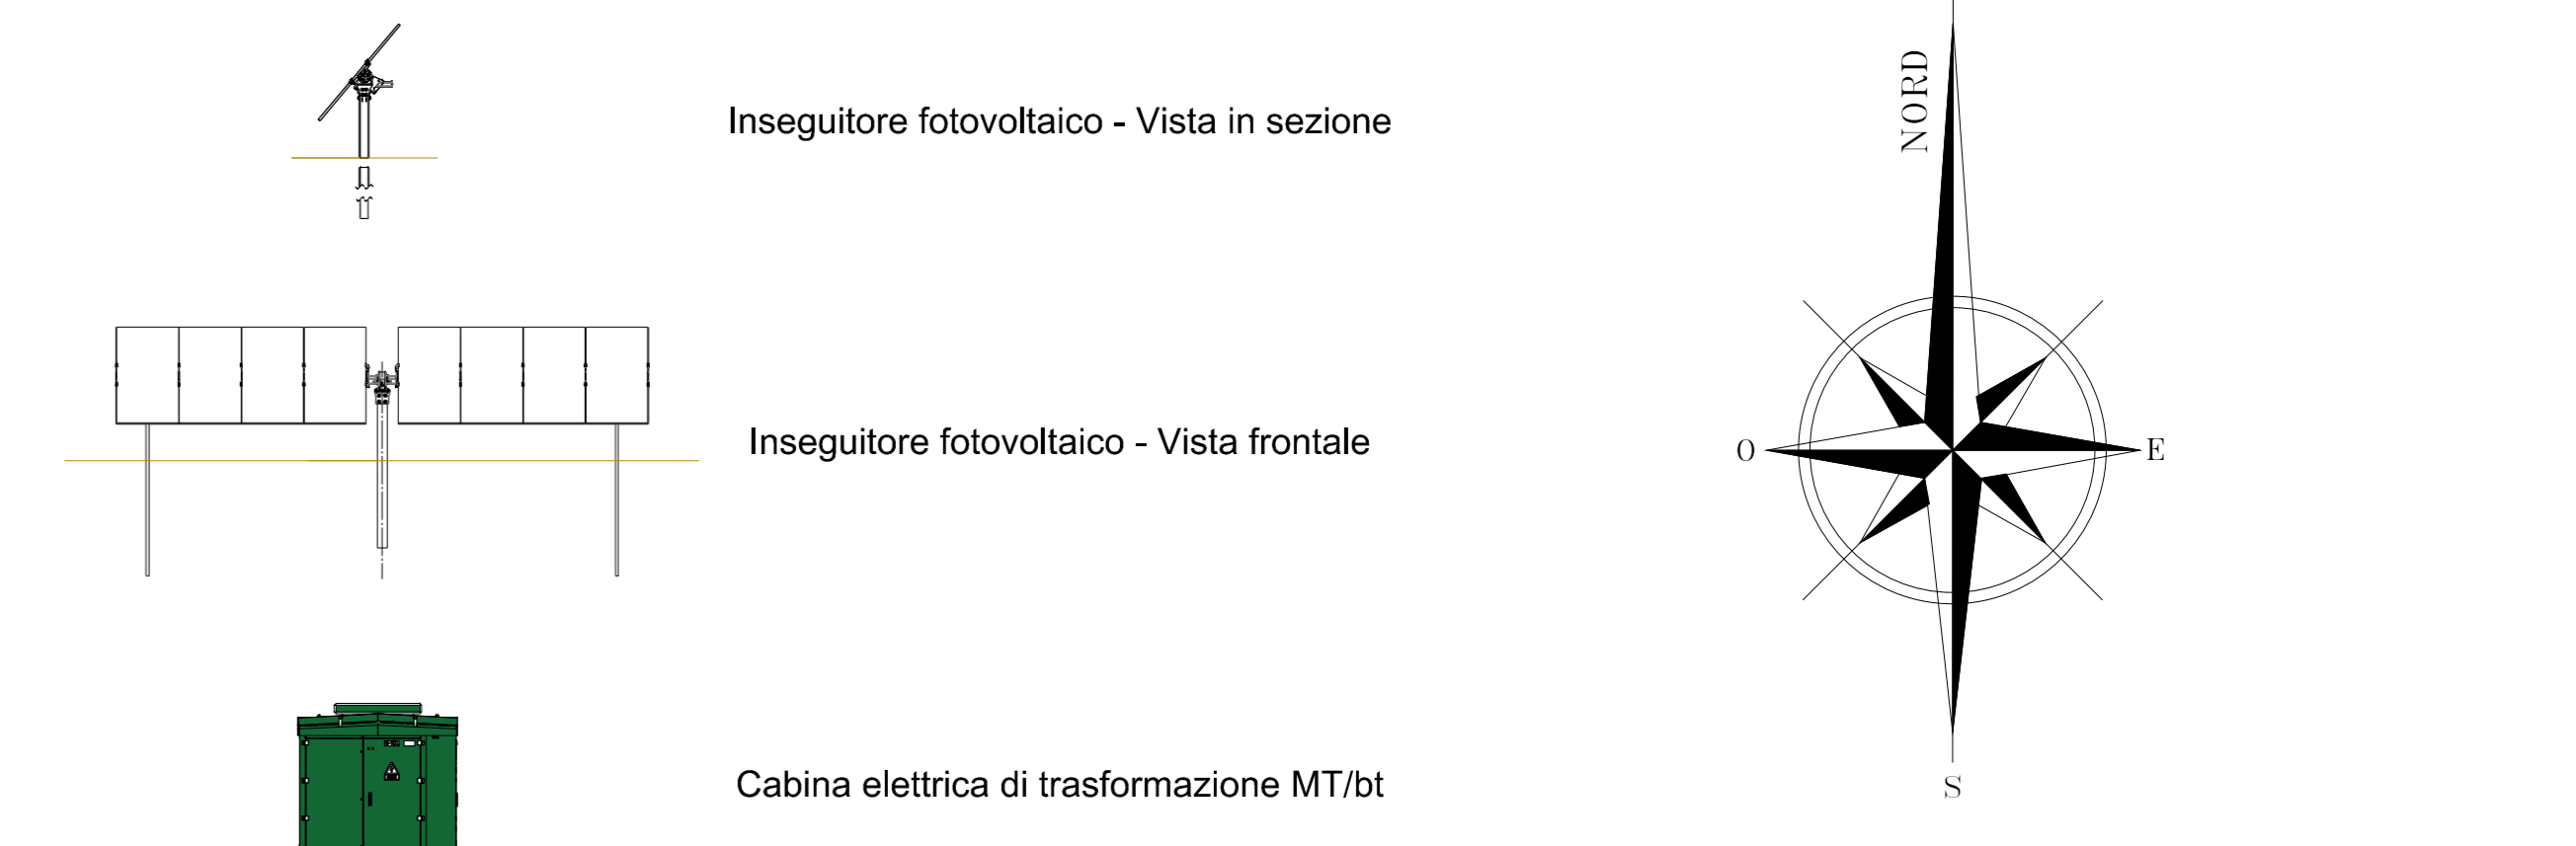 Inseguitore fotovoltaico - Vista in sezione
NORD
Inseguitore fotovoltaico - Vista frontale
O
E
Cabina elettrica di trasformazione MT/bt
S